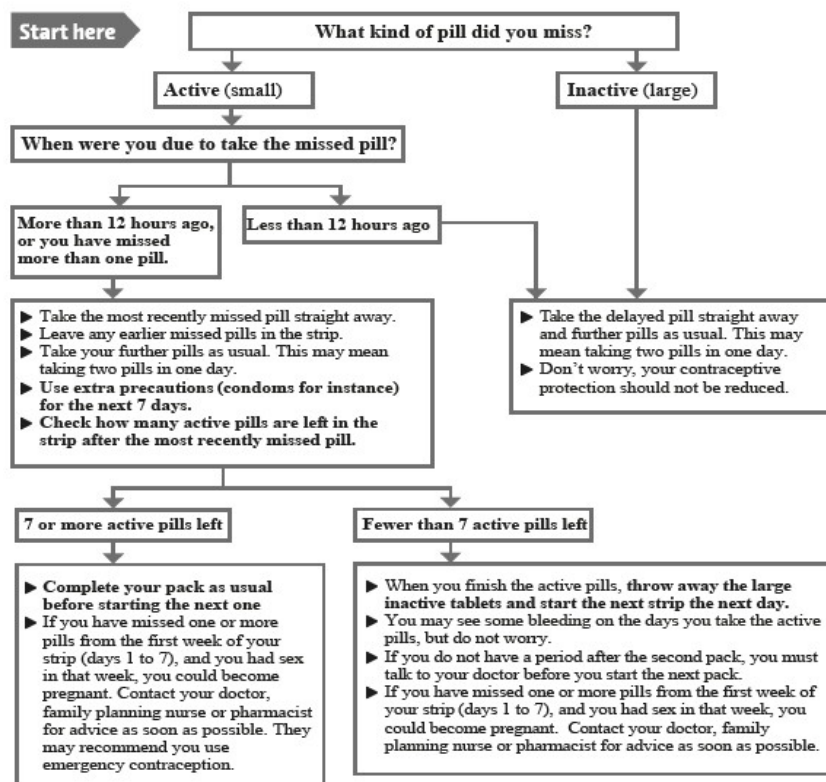 Start here
What kind of pill did you miss?
Active (small)
Inactive (large)
When were you due to take the missed pill?
More than 12 hours ago,
or you have missed
more than one pill.
Less than 12 hours ago
▶ Take the most recently missed pill straight away.
▶ Leave any earlier missed pills in the strip.
▶ Take your further pills as usual. This may mean
taking two pills in one day.
▶ Use extra precautions (condoms for instance)
for the next 7 days.
▶ Check how many active pills are left in the
strip after the most recently missed pill.
▶ Take the delayed pill straight away
and further pills as usual. This may
mean taking two pills in one day.
▶ Don't worry, your contraceptive
protection should not be reduced.
7 or more active pills left
Fewer than 7 active pills left
▶ Complete your pack as usual
before starting the next one
▶ If you have missed one or more
pills from the first week of your
strip (days 1 to 7), and you had sex
in that week, you could become
pregnant. Contact your doctor,
family planning nurse or pharmacist
for advice as soon as possible. They
may recommend you use
emergency contraception.
▶ When you finish the active pills, throw away the large
inactive tablets and start the next strip the next day.
▶ You may see some bleeding on the days you take the active
pills, but do not worry.
▶ If you do not have a period after the second pack, you must
talk to your doctor before you start the next pack.
▶ If you have missed one or more pills from the first week of
your strip (days 1 to 7), and you had sex in that week, you
could become pregnant. Contact your doctor, family
planning nurse or pharmacist for advice as soon as possible.